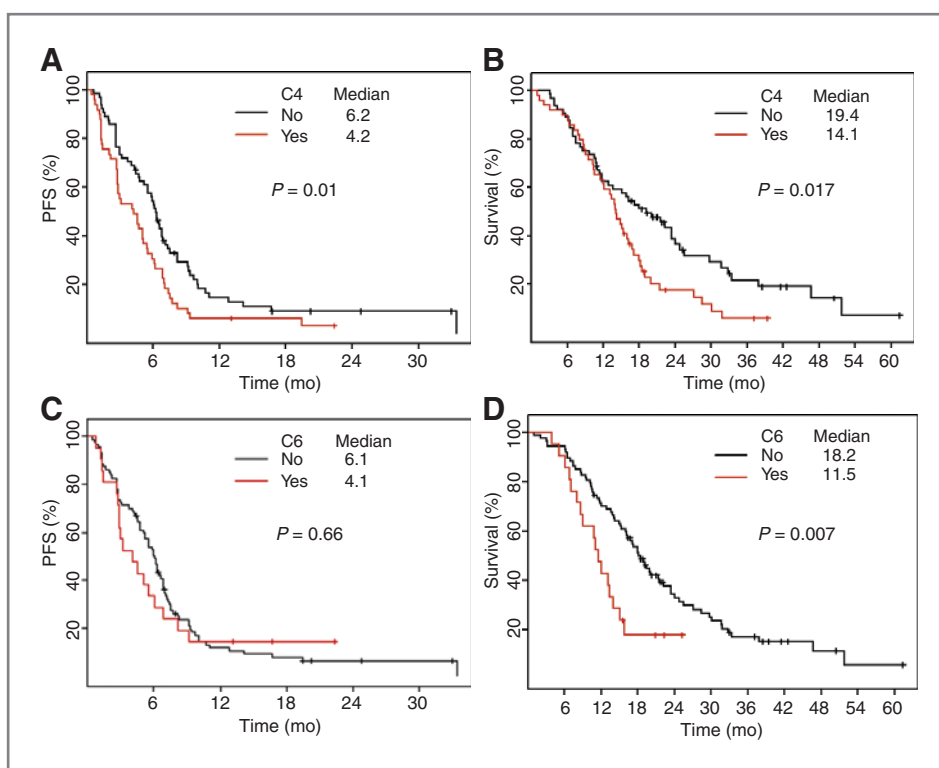 A
C4 Median
No 6.2
Yes 4.2
P = 0.01
PFS (%)
100
80
60
40
20
6 12 18 24 30
Time (mo)
B
C4 Median
No 19.4
Yes 14.1
P = 0.017
Survival (%)
100
80
60
40
20
6 12 18 24 30 36 42 48 54 60
Time (mo)
C
C6 Median
No 6.1
Yes 4.1
P = 0.66
PFS (%)
100
80
60
40
20
6 12 18 24 30
Time (mo)
D
C6 Median
No 18.2
Yes 11.5
P = 0.007
Survival (%)
100
80
60
40
20
6 12 18 24 30 36 42 48 54 60
Time (mo)